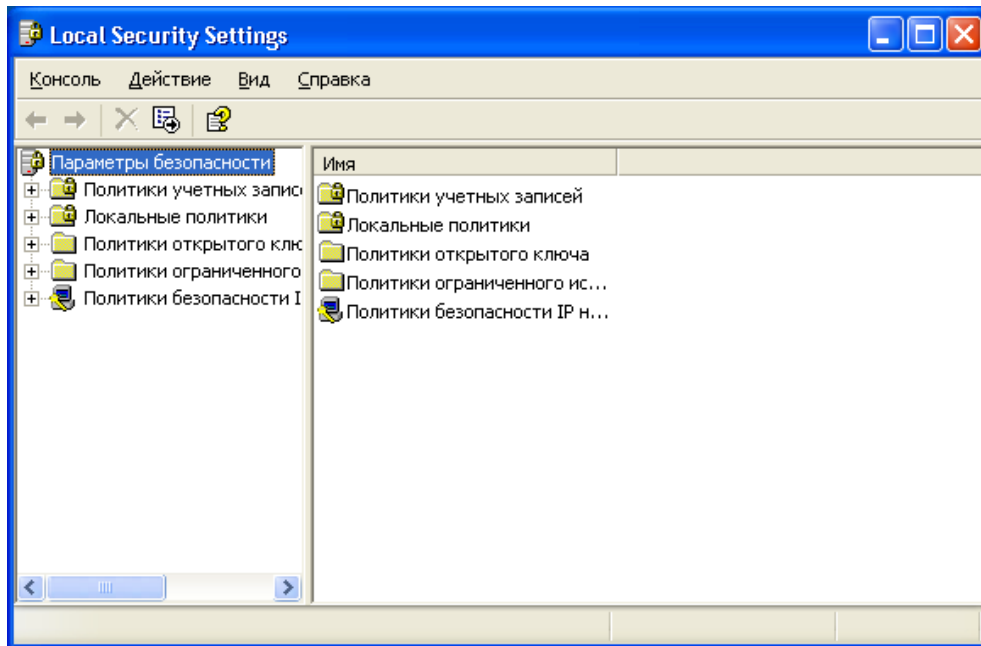 Local Security Settings
Консоль Действие Вид Справка
Параметры безопасности
Политики учетных запис
Локальные политики
Политики открытого клю
Политики ограниченного
Политики безопасности I
Имя
Политики учетных записей
Локальные политики
Политики открытого ключа
Политики ограниченного ис...
Политики безопасности IP н...